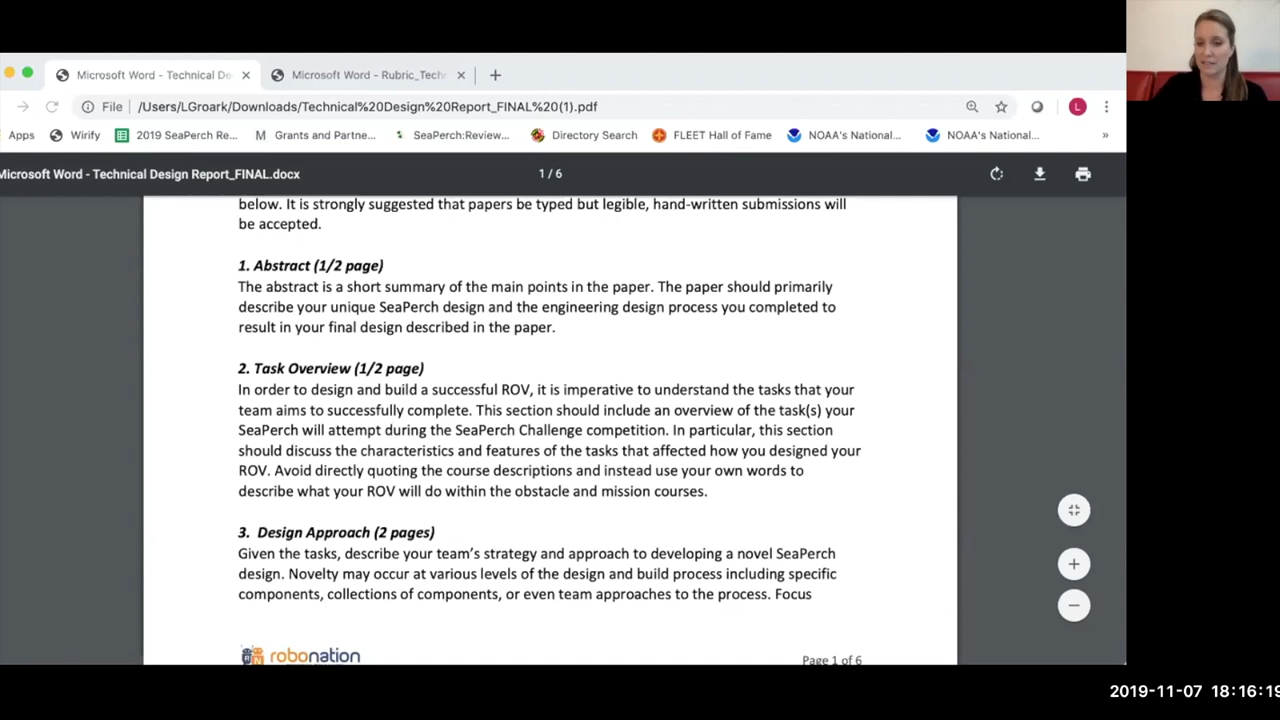 Microsoft Word - Technical De
Microsoft Word - Rubric_Techn
File
/Users/LGroark/Downloads/Technical%20Design%20Report_FINAL%20(1).pdf
L
Apps
Wirify
2019 SeaPerch Re...
Grants and Partne...
SeaPerch:Review...
Directory Search
FLEET Hall of Fame
NOAA's National...
NOAA's National...
Microsoft Word - Technical Design Report_FINAL.docx
1 / 6
below. It is strongly suggested that papers be typed but legible, hand-written submissions will
be accepted.
1. Abstract (1/2 page)
The abstract is a short summary of the main points in the paper. The paper should primarily
describe your unique SeaPerch design and the engineering design process you completed to
result in your final design described in the paper.
2. Task Overview (1/2 page)
In order to design and build a successful ROV, it is imperative to understand the tasks that your
team aims to successfully complete. This section should include an overview of the task(s) your
SeaPerch will attempt during the SeaPerch Challenge competition. In particular, this section
should discuss the characteristics and features of the tasks that affected how you designed your
ROV. Avoid directly quoting the course descriptions and instead use your own words to
describe what your ROV will do within the obstacle and mission courses.
3. Design Approach (2 pages)
Given the tasks, describe your team's strategy and approach to developing a novel SeaPerch
design. Novelty may occur at various levels of the design and build process including specific
components, collections of components, or even team approaches to the process. Focus
robonation
Page 1 of 6
2019-11-07 18:16:19